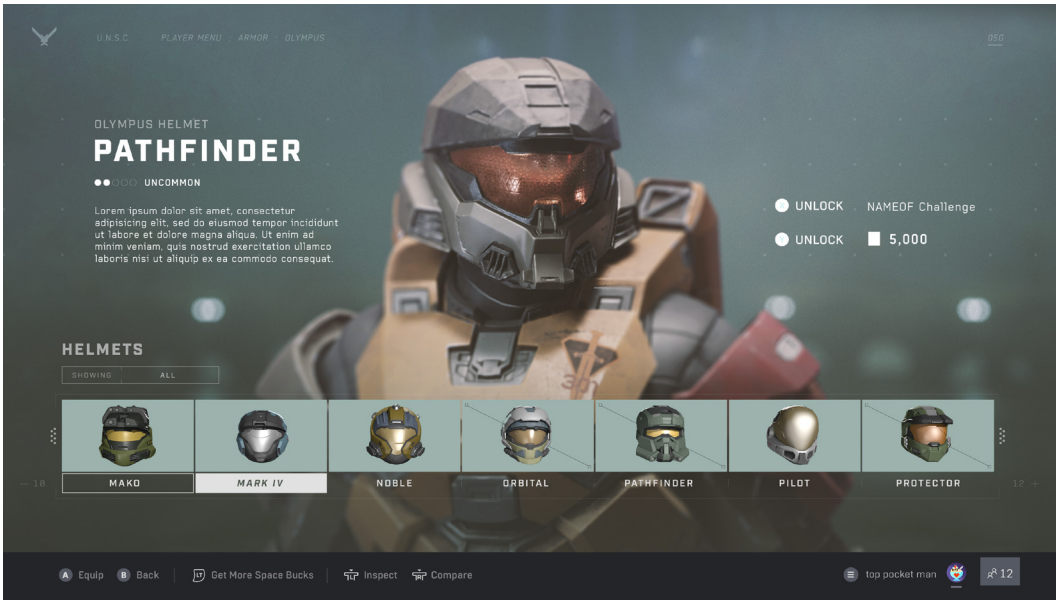 U.N.S.C PLAYER MENU . ARMOR · OLYMPUS
OLYMPUS HELMET
PATHFINDER
UNCOMMON
Lorem ipsum dolor sit amet, consectetur
adipisicing elit, sed do eiusmod tempor incididunt
ut labore et dolore magna aliqua. Ut enim ad
minim veniam, quis nostrud exercitation ullamco
laboris nisi ut aliquip ex ea commodo consequat.
UNLOCK NAMEOF Challenge
UNLOCK 5,000
HELMETS
SHOWING ALL
MAKO MARK IV NOBLE ORBITAL PATHFINDER PILOT PROTECTOR
— 18 12 +
A Equip B Back LT Get More Space Bucks Inspect Compare top pocket man 12